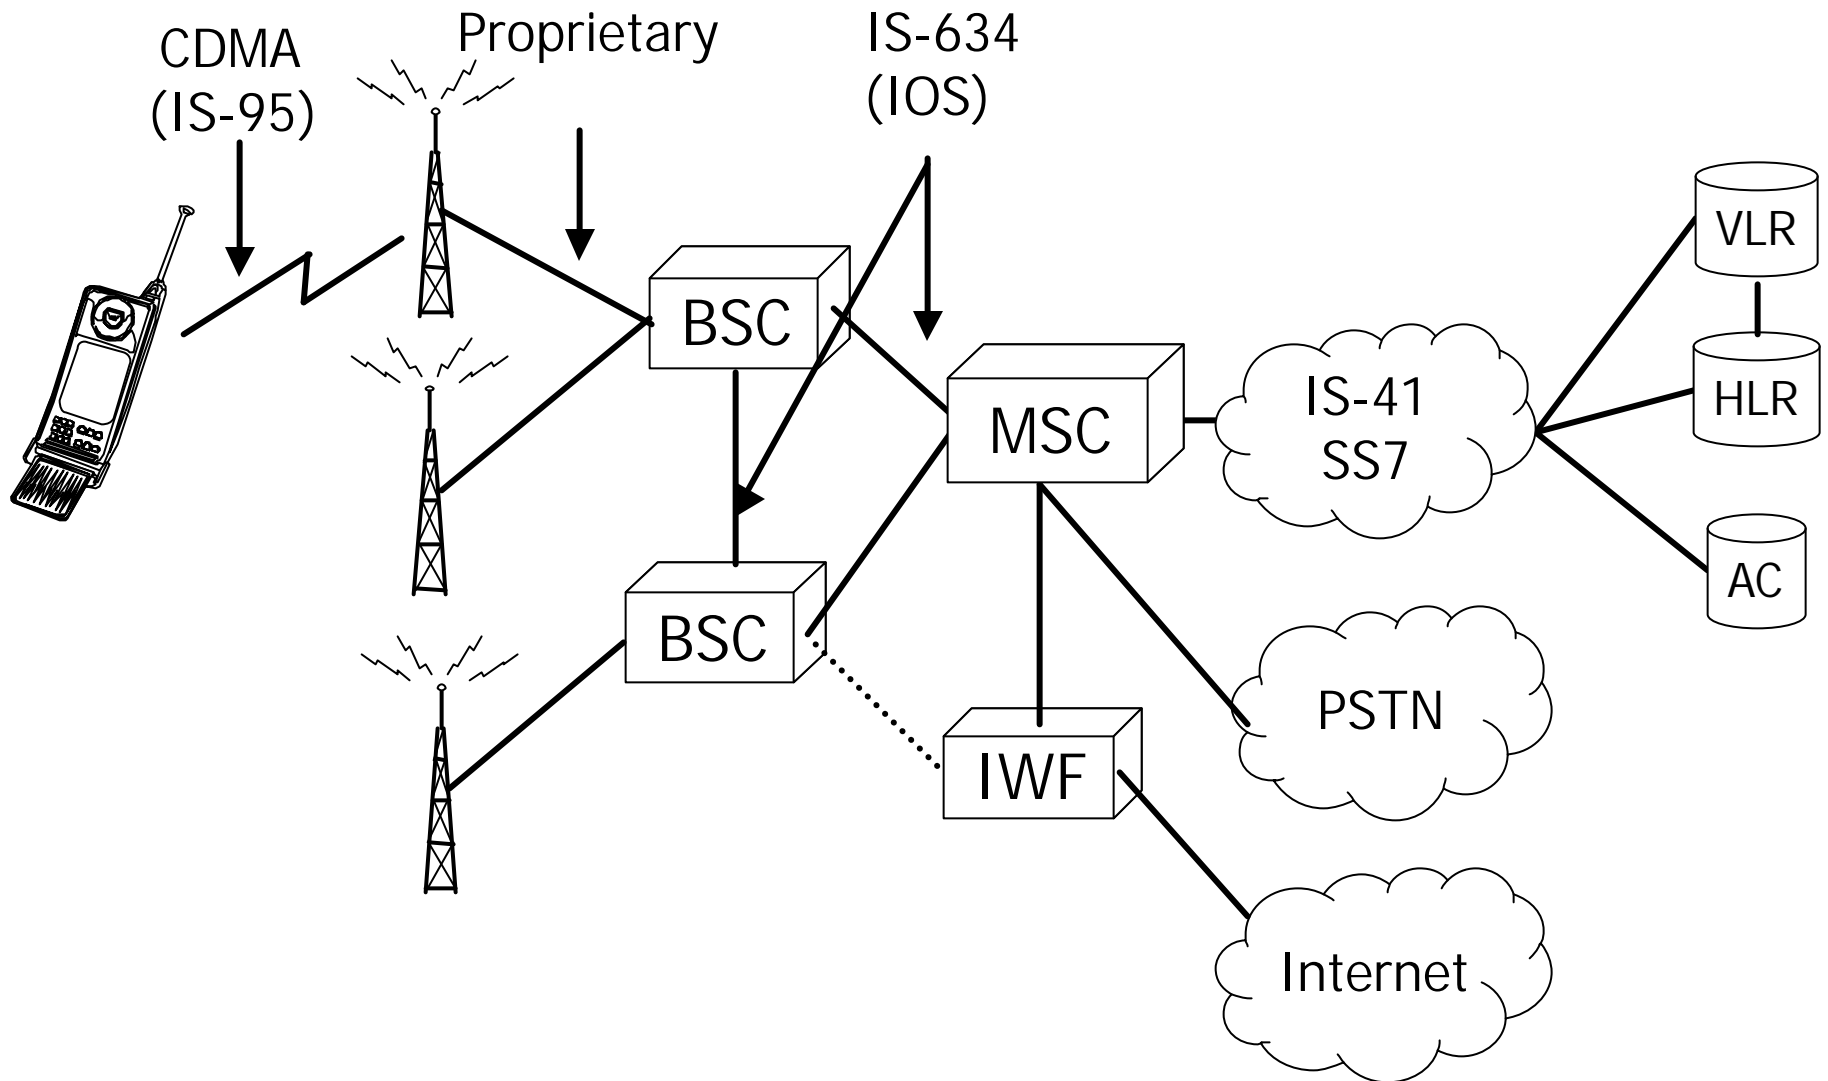 CDMA
(IS-95)
Proprietary
IS-634
(IOS)
VLR
BSC
HLR
MSC
IS-41
SS7
AC
BSC
PSTN
IWF
Internet